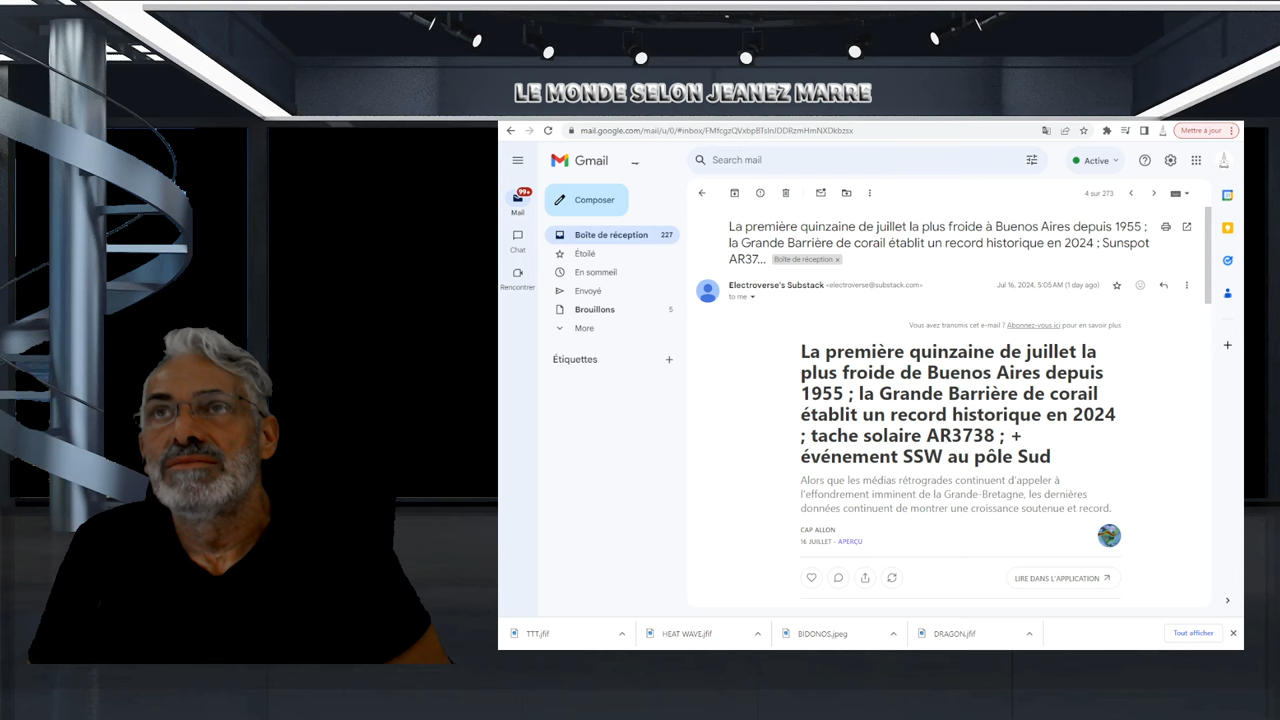 LE MONDE SELON JEANEZ MARRE
mail.google.com/mail/u/0/#inbox/FMfcgzQVxbpBTslnJDDRzmHmNXDkbzsx
Mettre à jour
Gmail
Search mail
Active
99+
Mail
Chat
Rencontrer
Composer
Boîte de réception 227
Étoilé
En sommeil
Envoyé
Brouillons 5
More
Étiquettes
4 sur 273
La première quinzaine de juillet la plus froide à Buenos Aires depuis 1955 ;
la Grande Barrière de corail établit un record historique en 2024 ; Sunspot
AR37... Boîte de réception ×
Electroverse's Substack <electroverse@substack.com>
Jul 16, 2024, 5:05 AM (1 day ago)
to me
Vous avez transmis cet e-mail ? Abonnez-vous ici pour en savoir plus
La première quinzaine de juillet la
plus froide de Buenos Aires depuis
1955 ; la Grande Barrière de corail
établit un record historique en 2024
; tache solaire AR3738 ; +
événement SSW au pôle Sud
Alors que les médias rétrogrades continuent d'appeler à
l'effondrement imminent de la Grande-Bretagne, les dernières
données continuent de montrer une croissance soutenue et record.
CAP ALLON
16 JUILLET - APERÇU
LIRE DANS L'APPLICATION
TTT.jfif
HEAT WAVE.jfif
BIDONOS.jpeg
DRAGON.jfif
Tout afficher